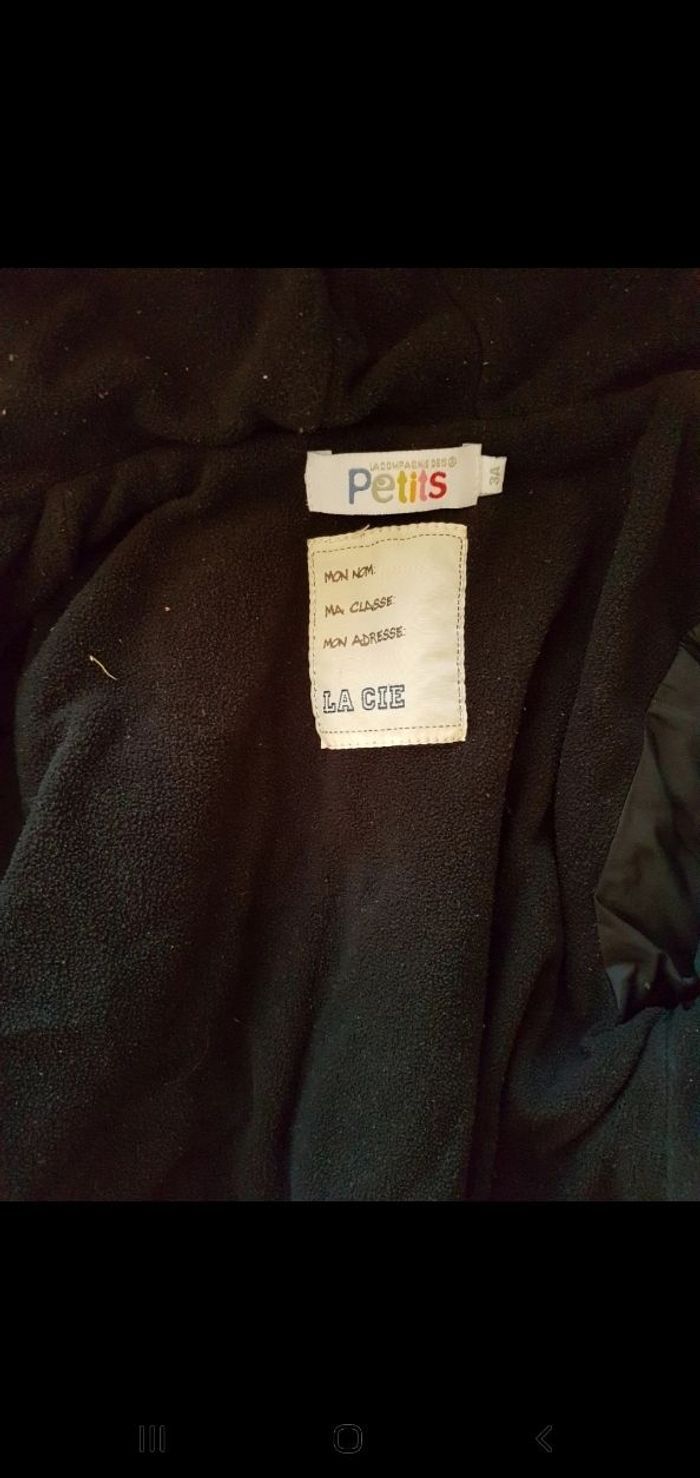 LA COMPAGNIE DES
Petits
3A
MON NOM:
MA CLASSE:
MON ADRESSE:
LA CIE